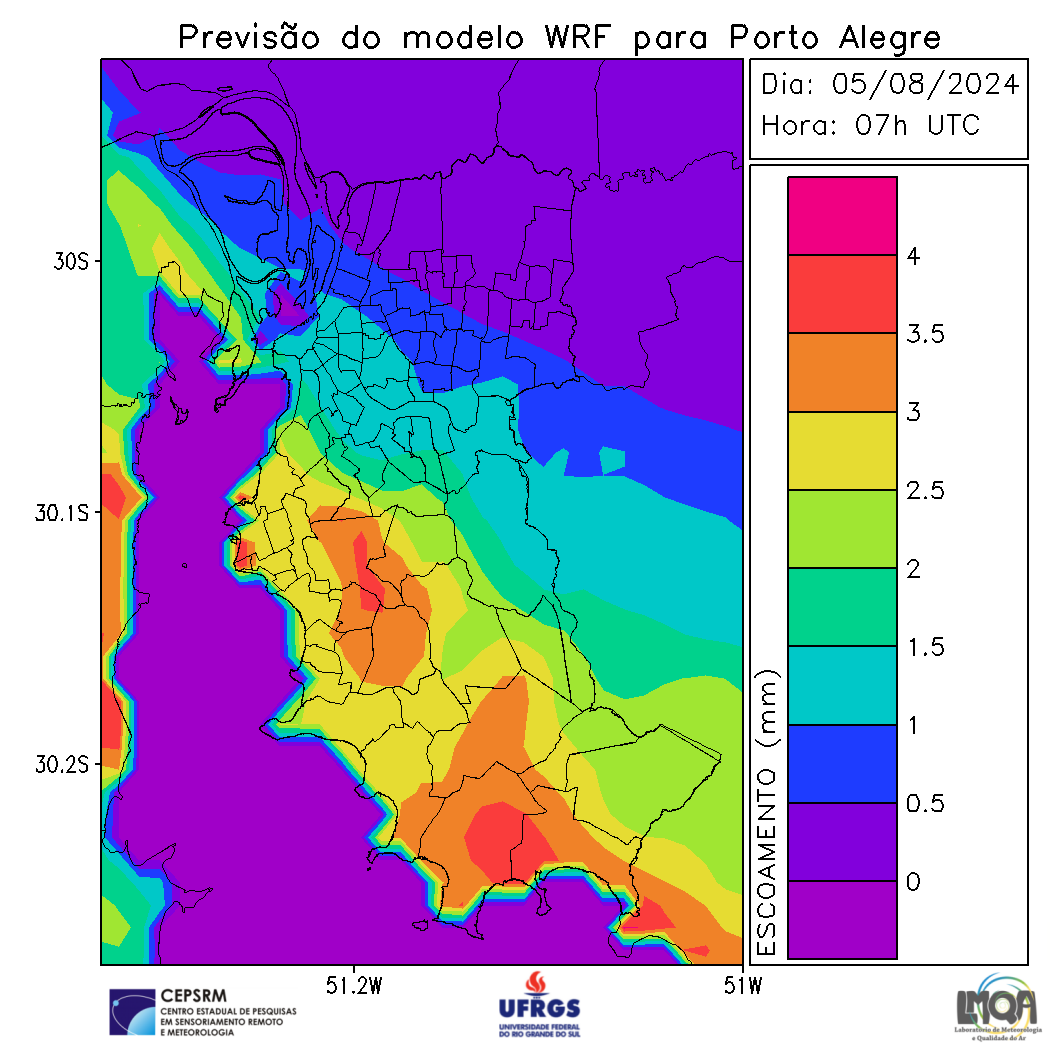 Previsão do modelo WRF para Porto Alegre
Dia: 05/08/2024
Hora: 07h UTC
30S
30.1S
30.2S
51.2W
51W
ESCOAMENTO (mm)
4
3.5
3
2.5
2
1.5
1
0.5
0
CEPSRM
CENTRO ESTADUAL DE PESQUISAS
EM SENSORIAMENTO REMOTO
E METEOROLOGIA
UFRGS
UNIVERSIDADE FEDERAL
DO RIO GRANDE DO SUL
LMQA
Laboratório de Meteorologia
e Qualidade do Ar